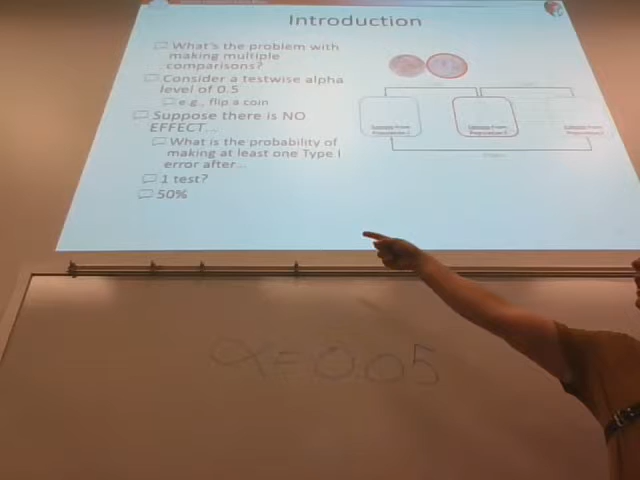 Introduction
What's the problem with
making multiple
comparisons?
Consider a testwise alpha
level of 0.5
e.g., flip a coin
Suppose there is NO
EFFECT...
What is the probability of
making at least one Type I
error after...
1 test?
50%
α = 0.05